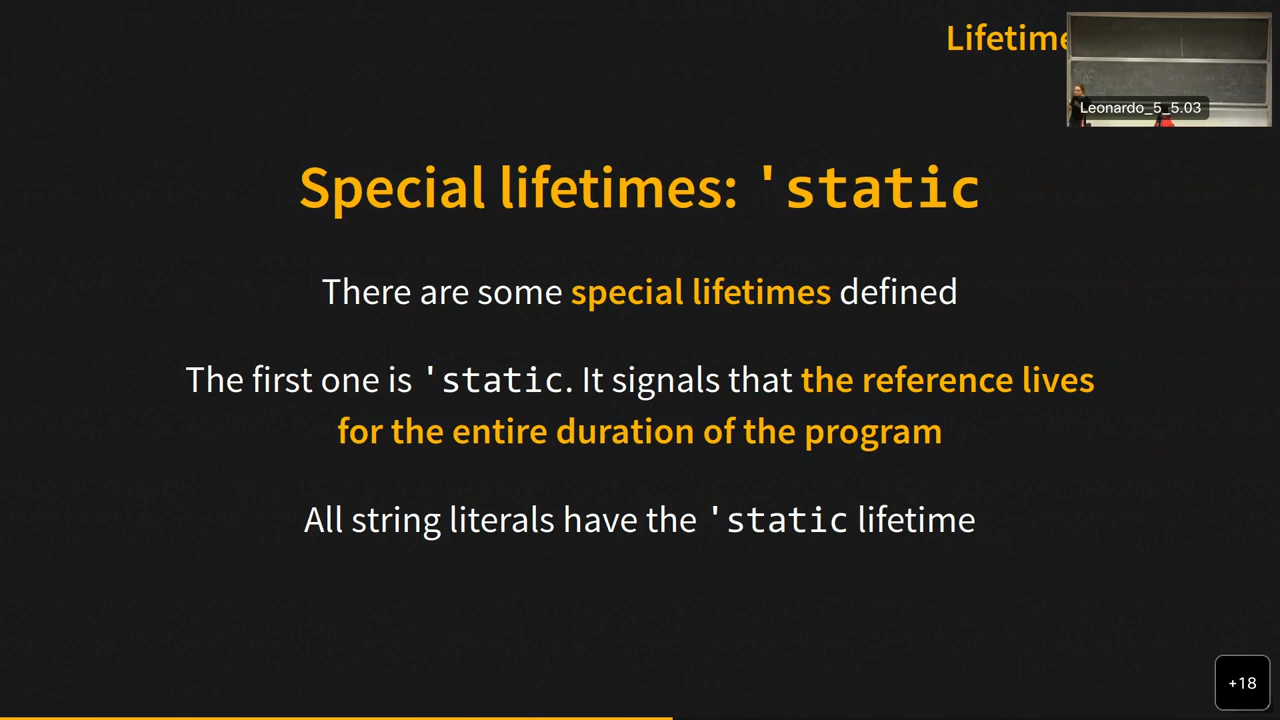 Lifetime
Leonardo_5_5.03
Special lifetimes: 'static
There are some special lifetimes defined
The first one is 'static. It signals that the reference lives
for the entire duration of the program
All string literals have the 'static lifetime
+18